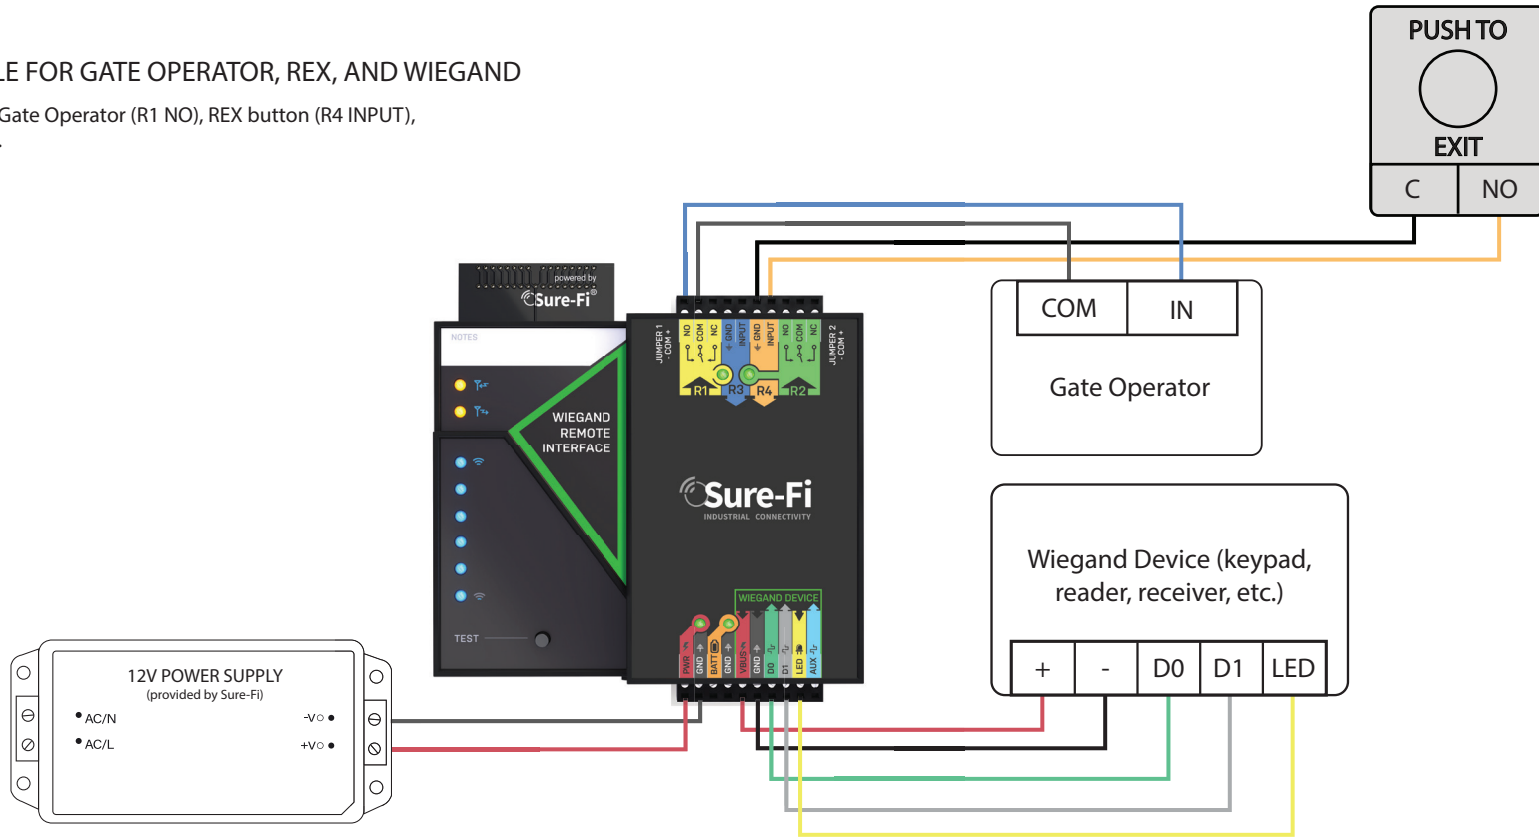 LE FOR GATE OPERATOR, REX, AND WIEGAND
Gate Operator (R1 NO), REX button (R4 INPUT),
PUSH TO
EXIT
C NO
powered by
Sure-Fi®
NOTES
WIEGAND
REMOTE
INTERFACE
TEST
JUMPER 1
- COM +
NO COM NC GND INPUT GND INPUT NO COM NC
JUMPER 2
- COM +
R1 R3 R4 R2
Sure-Fi
INDUSTRIAL CONNECTIVITY
WIEGAND DEVICE
PWR GND BATT GND VBUS GND D0 D1 LED AUX
COM IN
Gate Operator
Wiegand Device (keypad,
reader, receiver, etc.)
+ - D0 D1 LED
12V POWER SUPPLY
(provided by Sure-Fi)
AC/N -V
AC/L +V